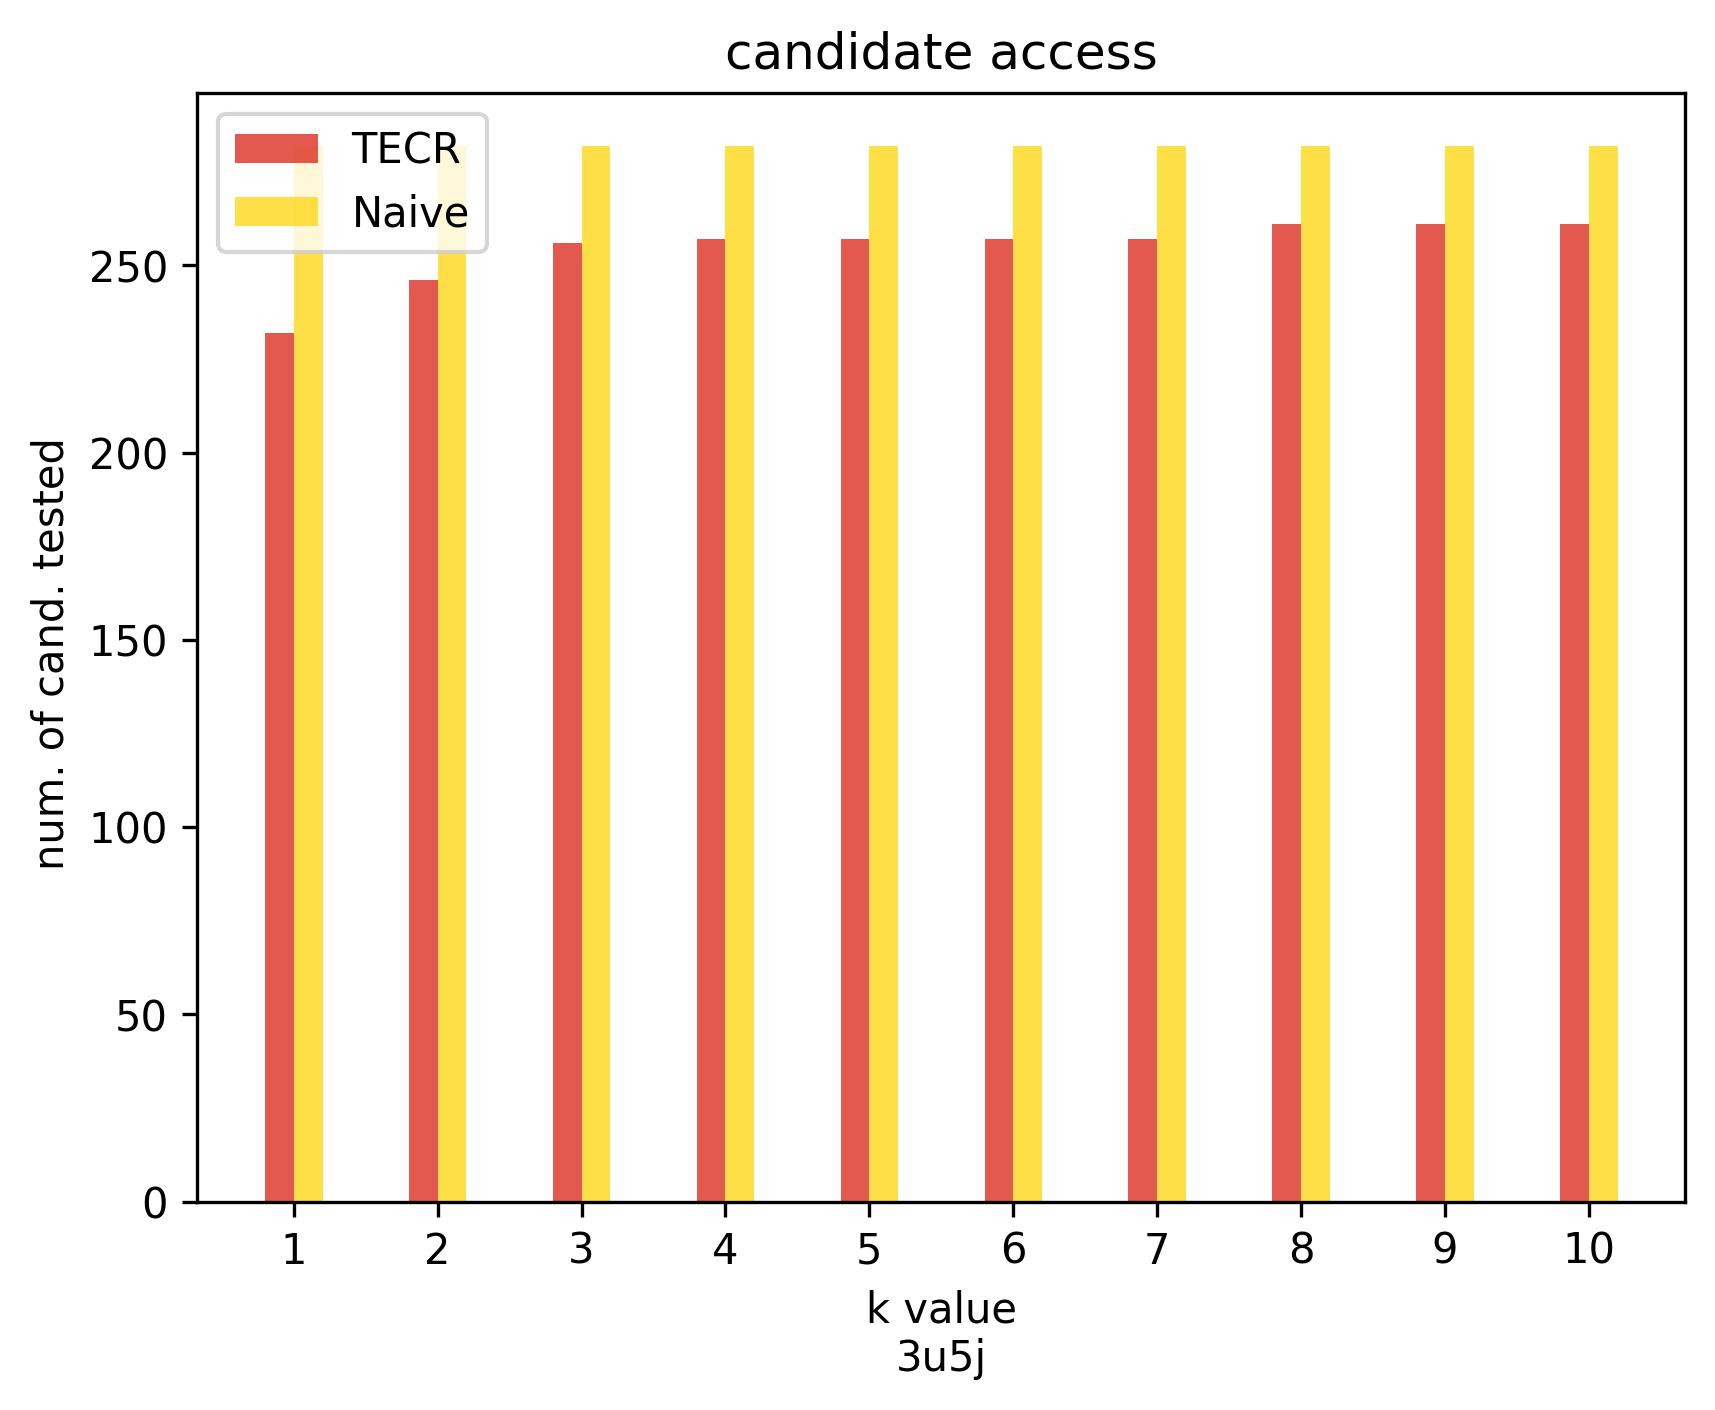 candidate access
TECR
Naive
250
200
150
100
50
0
num. of cand. tested
1 2 3 4 5 6 7 8 9 10
k value
3u5j